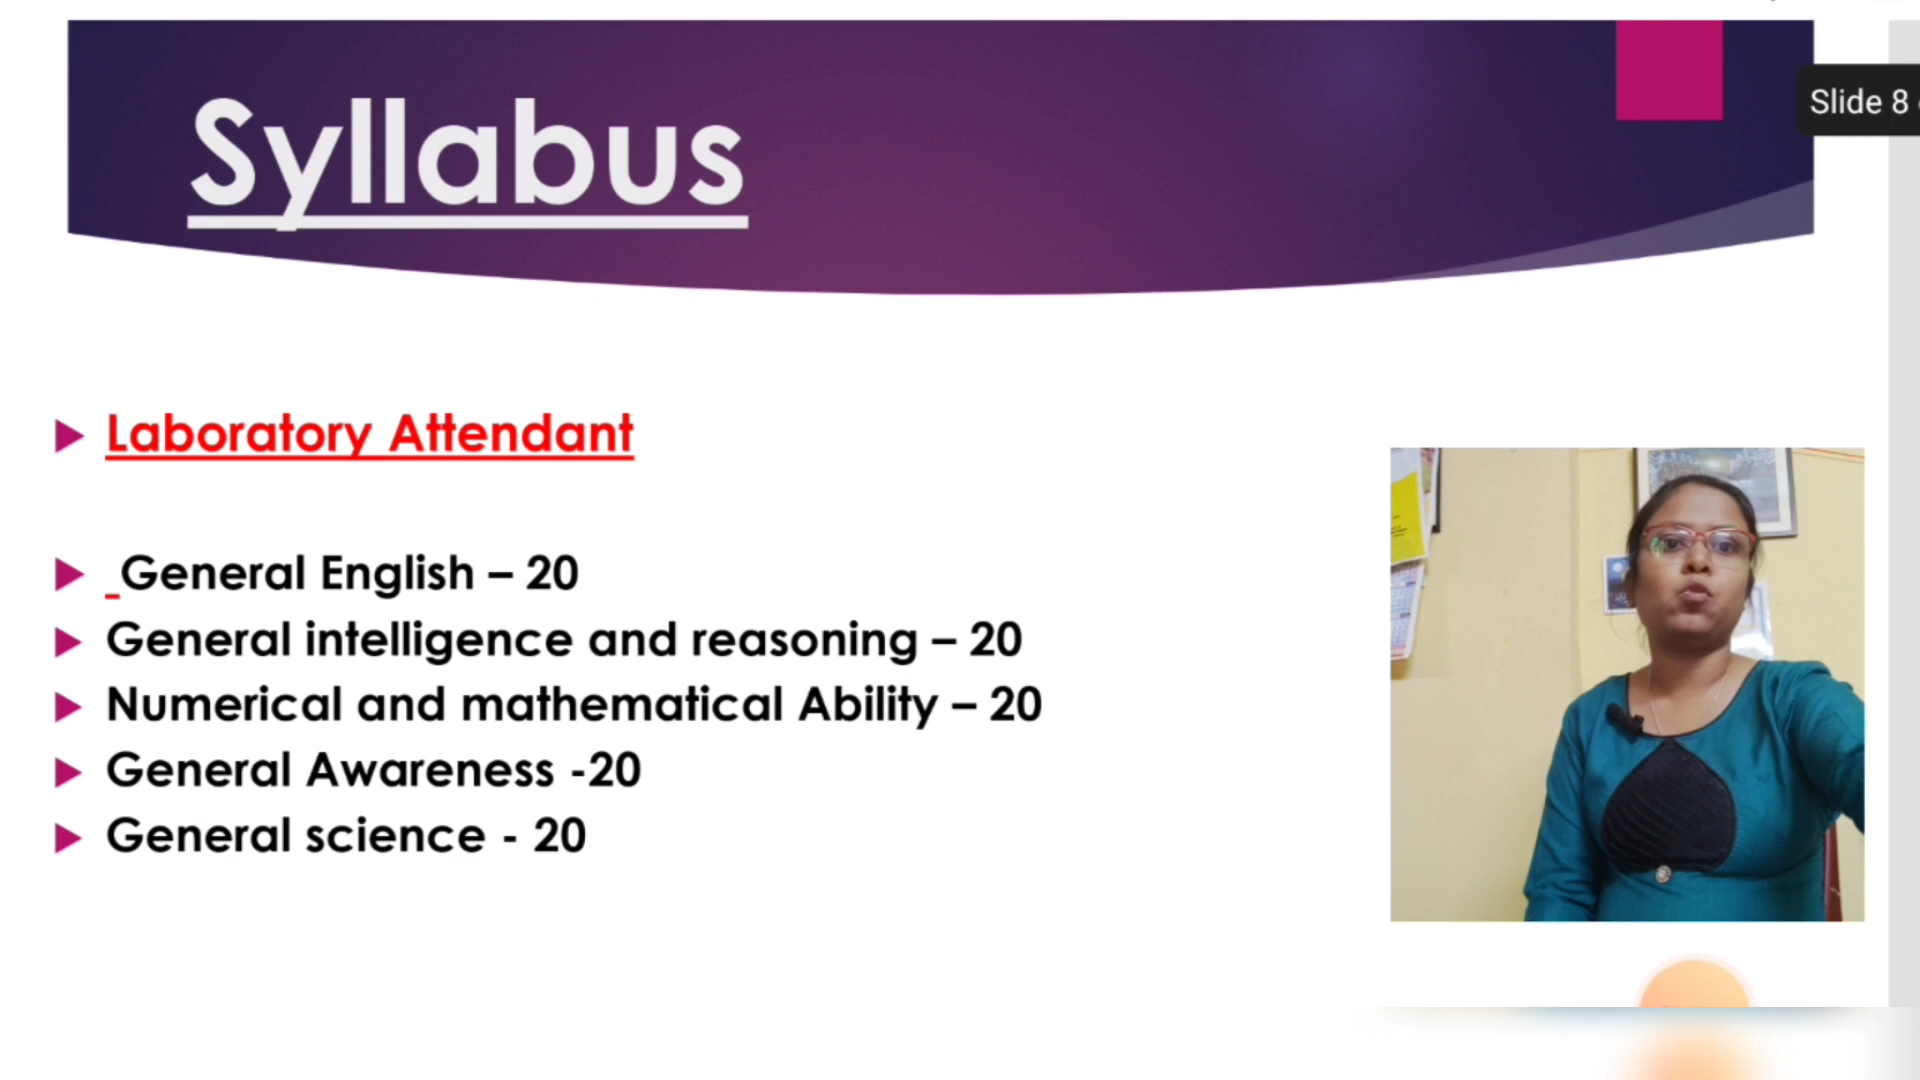 Syllabus
Slide 8
Laboratory Attendant
General English – 20
General intelligence and reasoning – 20
Numerical and mathematical Ability – 20
General Awareness -20
General science - 20